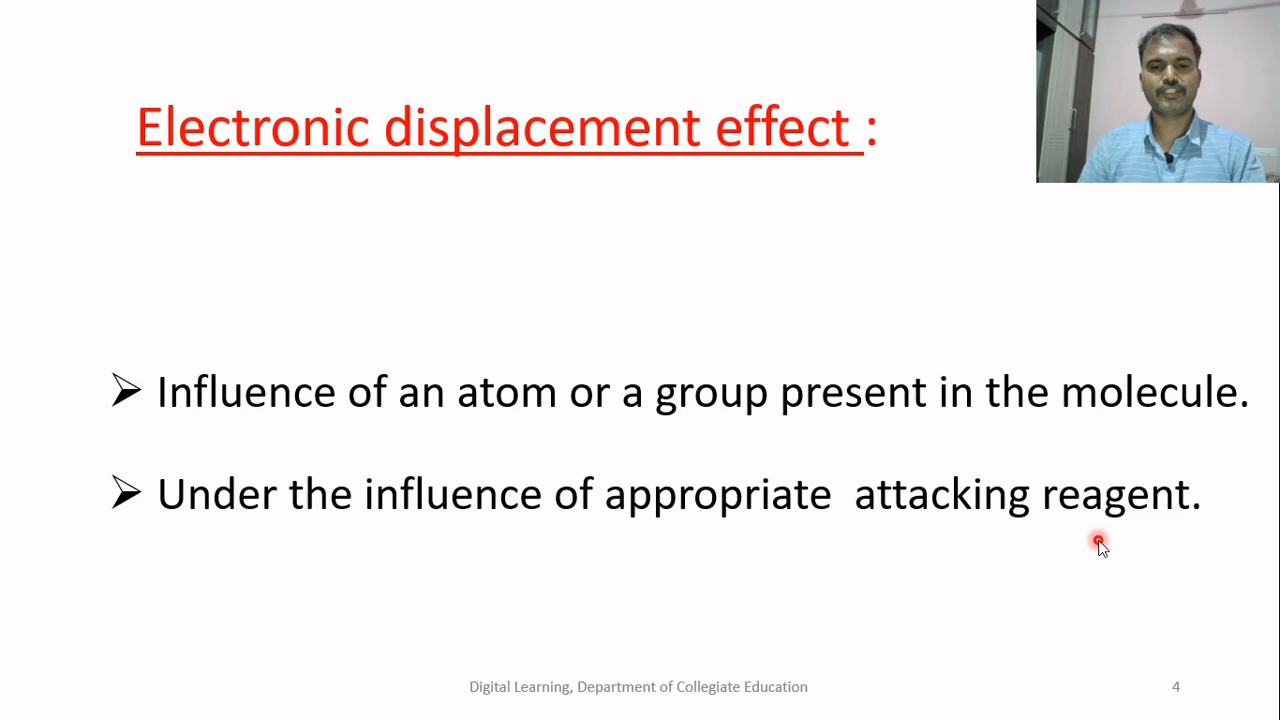 Electronic displacement effect :
➢ Influence of an atom or a group present in the molecule.
➢ Under the influence of appropriate  attacking reagent.
Digital Learning, Department of Collegiate Education
4